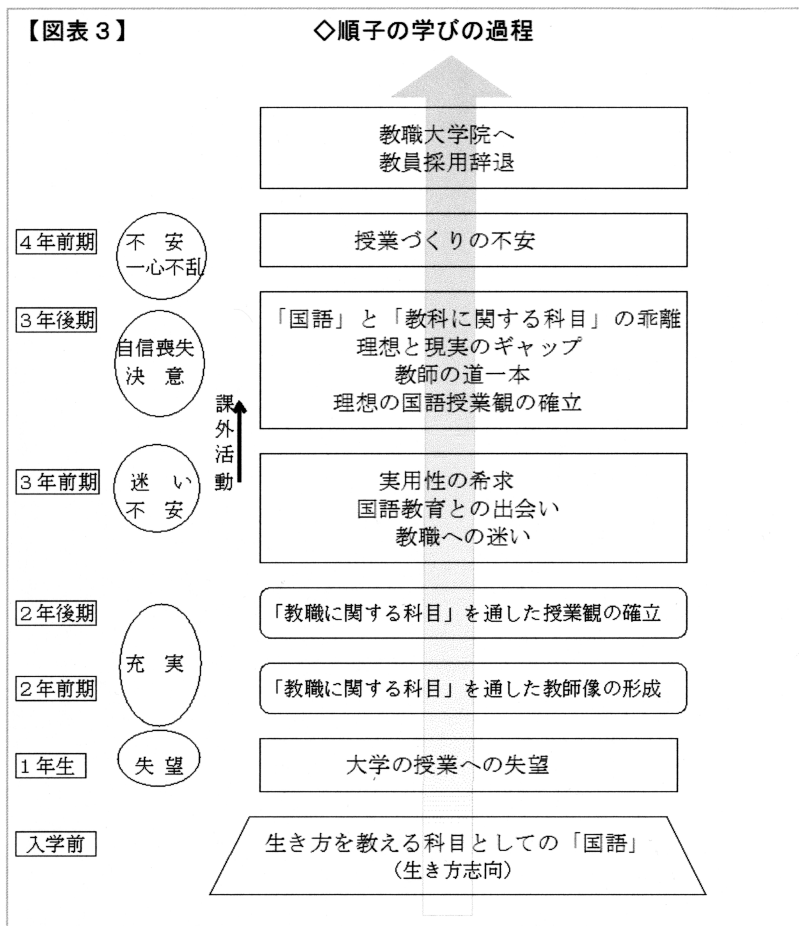 【図表３】
◇順子の学びの過程
教職大学院へ
教員採用辞退
４年前期
不　安
一心不乱
授業づくりの不安
３年後期
自信喪失
決　意
「国語」と「教科に関する科目」の乖離
理想と現実のギャップ
教師の道一本
理想の国語授業観の確立
課外活動
３年前期
迷　い
不　安
実用性の希求
国語教育との出会い
教職への迷い
２年後期
「教職に関する科目」を通した授業観の確立
充　実
２年前期
「教職に関する科目」を通した教師像の形成
１年生
失　望
大学の授業への失望
入学前
生き方を教える科目としての「国語」
（生き方志向）